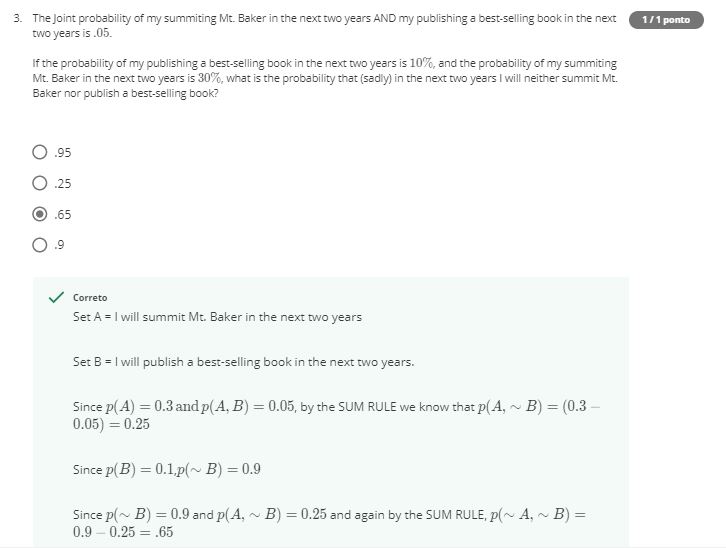 3. The Joint probability of my summiting Mt. Baker in the next two years AND my publishing a best-selling book in the next
two years is .05.
1 / 1 ponto
If the probability of my publishing a best-selling book in the next two years is 10%, and the probability of my summiting
Mt. Baker in the next two years is 30%, what is the probability that (sadly) in the next two years I will neither summit Mt.
Baker nor publish a best-selling book?
.95
.25
.65
.9
Correto
Set A = I will summit Mt. Baker in the next two years
Set B = I will publish a best-selling book in the next two years.
Since p(A) = 0.3 and p(A, B) = 0.05, by the SUM RULE we know that p(A, ∼ B) = (0.3 −
0.05) = 0.25
Since p(B) = 0.1,p(∼ B) = 0.9
Since p(∼ B) = 0.9 and p(A, ∼ B) = 0.25 and again by the SUM RULE, p(∼ A, ∼ B) =
0.9 − 0.25 = .65